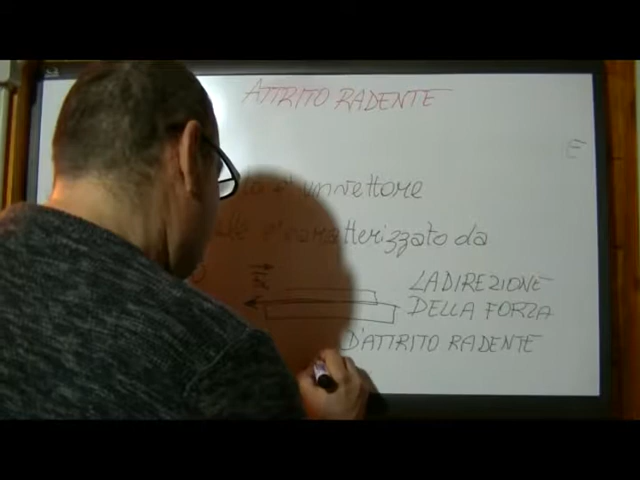 ATTRITO RADENTE
E
un vettore
caratterizzato da
LA DIREZIONE
DELLA FORZA
D'ATTRITO RADENTE